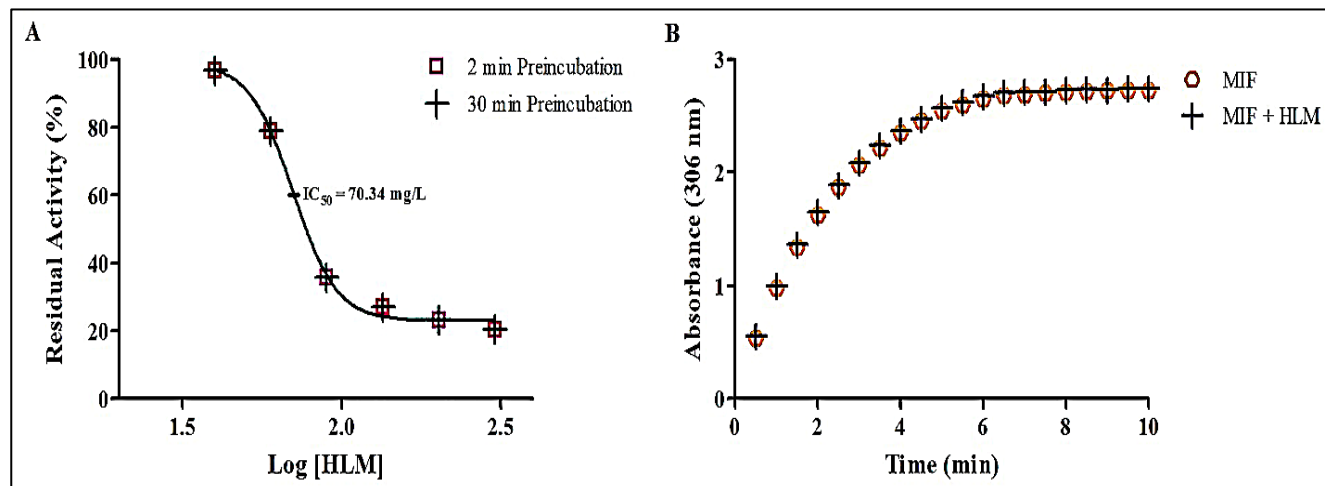 A
100
80
60
40
20
0
1.5
2.0
2.5
Residual Activity (%)
Log [HLM]
2 min Preincubation
30 min Preincubation
IC50 = 70.34 mg/L
B
3
2
1
0
0
2
4
6
8
10
Absorbance (306 nm)
Time (min)
MIF
MIF + HLM